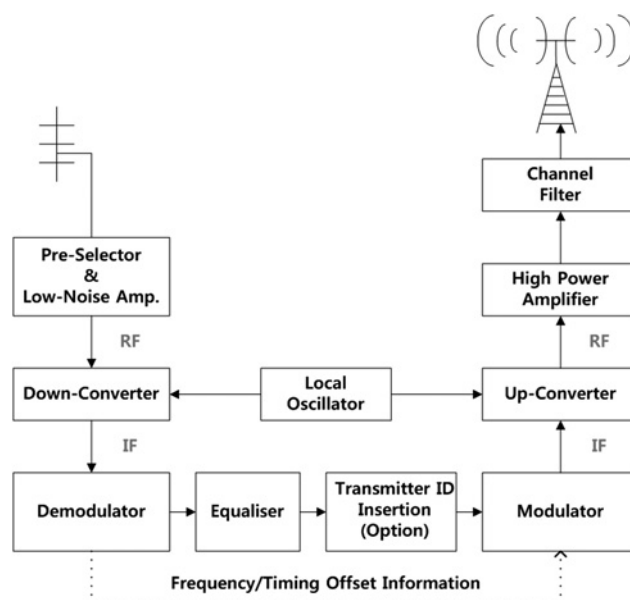 Channel
Filter
Pre-Selector
&
Low-Noise Amp.
High Power
Amplifier
RF
RF
Down-Converter
Local
Oscillator
Up-Converter
IF
IF
Demodulator
Equaliser
Transmitter ID
Insertion
(Option)
Modulator
Frequency/Timing Offset Information